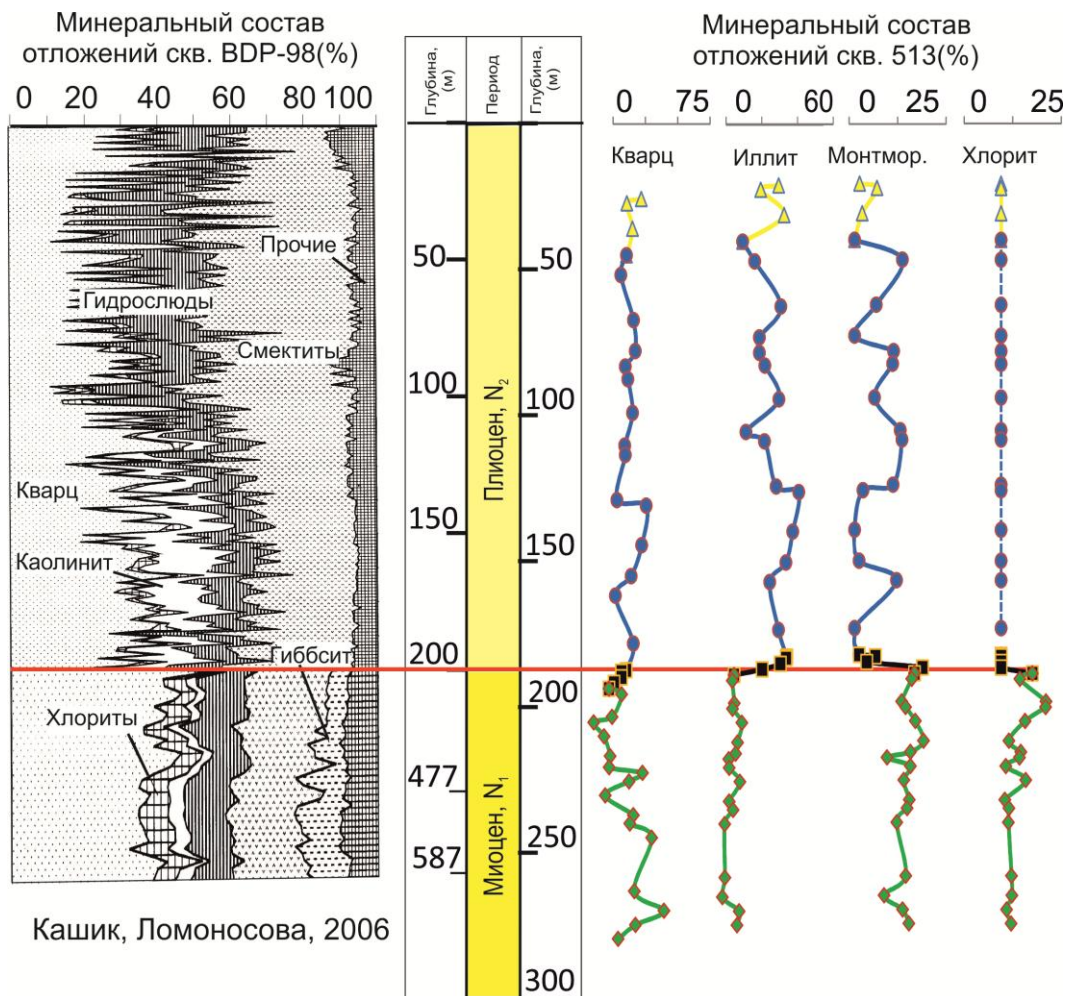 Минеральный состав
отложений скв. BDP-98(%)
0 20 40 60 80 100
Глубина, (м)
Период
Глубина, (м)
Минеральный состав
отложений скв. 513(%)
0 75
0 60
0 25
0 25
Кварц
Иллит
Монтмор.
Хлорит
Прочие
Гидрослюды
Смектиты
Кварц
Каолинит
Гиббсит
Хлориты
50
100
150
200
477
587
Плиоцен, N2
Миоцен, N1
50
100
150
200
250
300
Кашик, Ломоносова, 2006